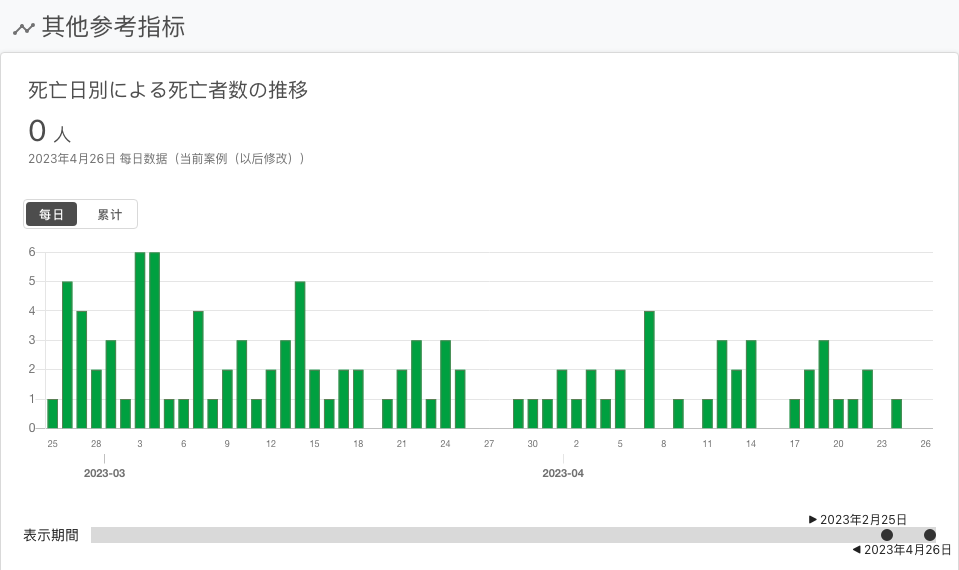 其他参考指标
死亡日別による死亡者数の推移
0 人
2023年4月26日 每日数据（当前案例（以后修改））
每日 累计
6
5
4
3
2
1
0
25 28 3 6 9 12 15 18 21 24 27 30 2 5 8 11 14 17 20 23 26
2023-03 2023-04
▶ 2023年2月25日
表示期間
◀ 2023年4月26日